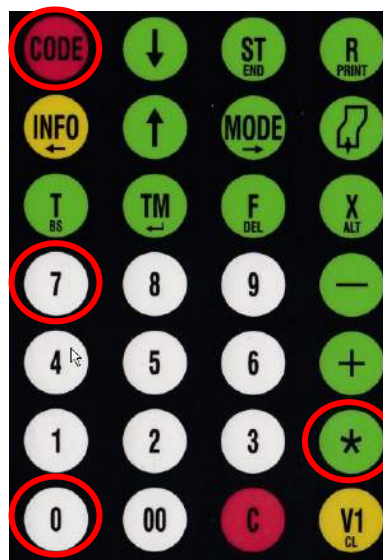 CODE ↓ ST R
END PRINT
INFO ↑ MODE
← →
T TM F X
BS ↵ DEL ALT
7 8 9 −
4 5 6 +
1 2 3 *
0 00 C V1
CL